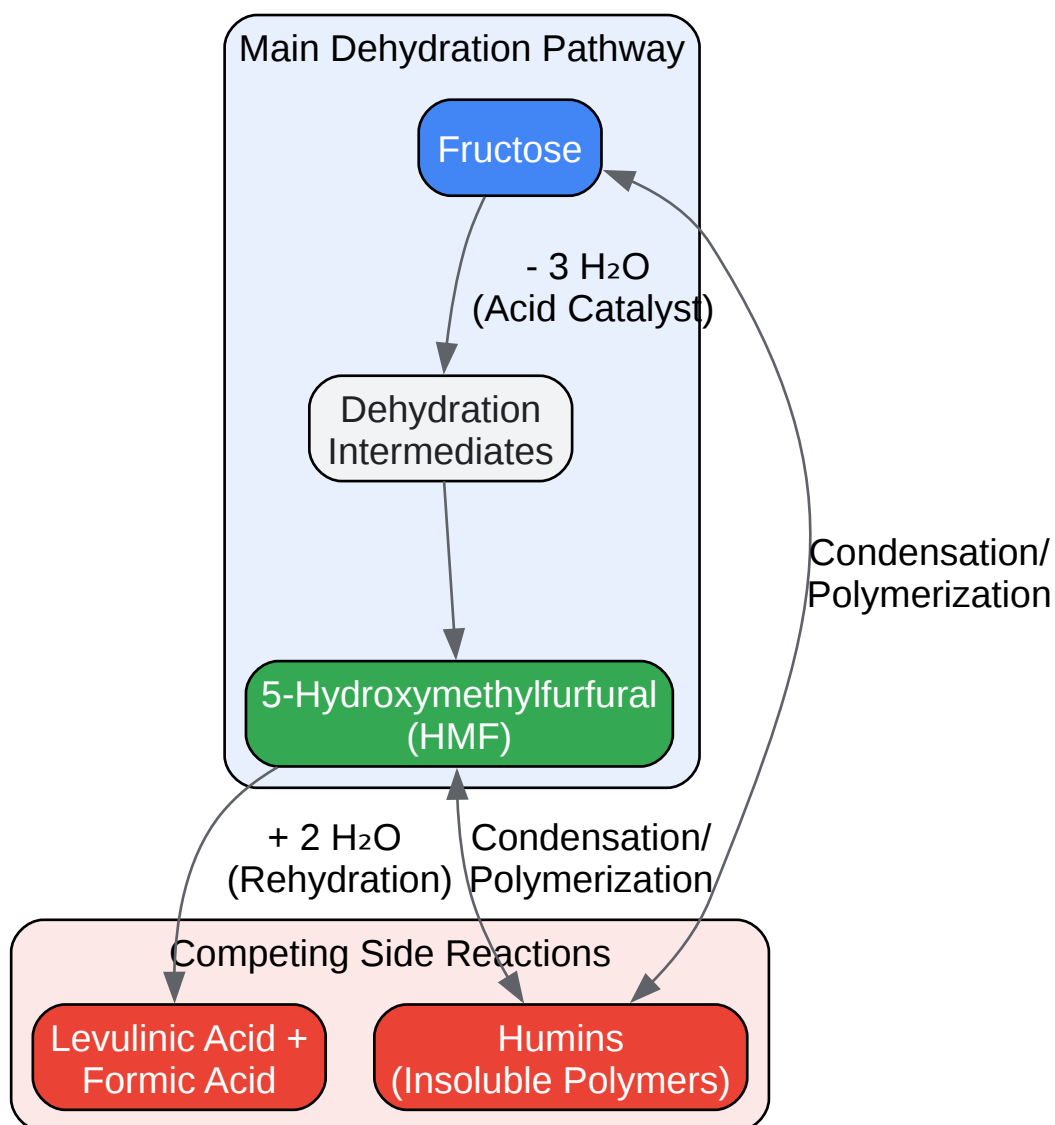 Main Dehydration Pathway
Fructose
- 3 H₂O
(Acid Catalyst)
Dehydration
Intermediates
Condensation/
Polymerization
5-Hydroxymethylfurfural
(HMF)
+ 2 H₂O
(Rehydration)
Condensation/
Polymerization
Competing Side Reactions
Levulinic Acid +
Formic Acid
Humins
(Insoluble Polymers)